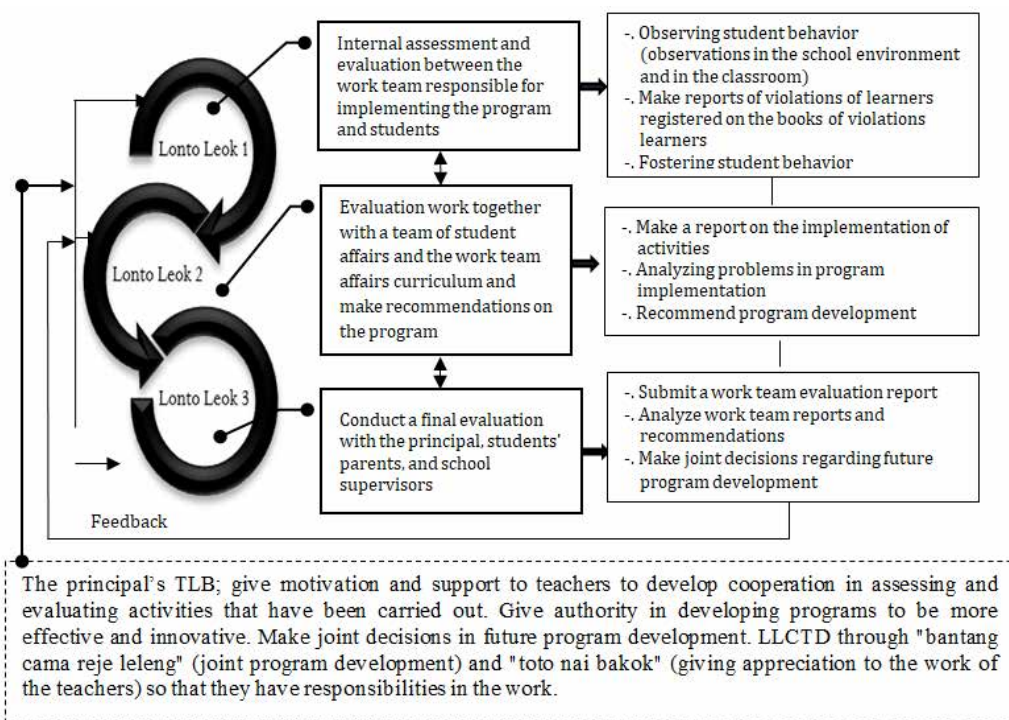 Internal assessment and
evaluation between the
work team responsible for
implementing the program
and students
-. Observing student behavior
(observations in the school environment
and in the classroom)
-. Make reports of violations of learners
registered on the books of violations
learners
-. Fostering student behavior
Lonto Leok 1
Evaluation work together
with a team of student
affairs and the work team
affairs curriculum and
make recommendations on
the program
-. Make a report on the implementation of
activities
-. Analyzing problems in program
implementation
-. Recommend program development
Lonto Leok 2
Lonto Leok 3
Conduct a final evaluation
with the principal, students'
parents, and school
supervisors
-. Submit a work team evaluation report
-. Analyze work team reports and
recommendations
-. Make joint decisions regarding future
program development
Feedback
The principal's TLB; give motivation and support to teachers to develop cooperation in assessing and
evaluating activities that have been carried out. Give authority in developing programs to be more
effective and innovative. Make joint decisions in future program development. LLCTD through "bantang
cama reje leleng" (joint program development) and "toto nai bakok" (giving appreciation to the work of
the teachers) so that they have responsibilities in the work.